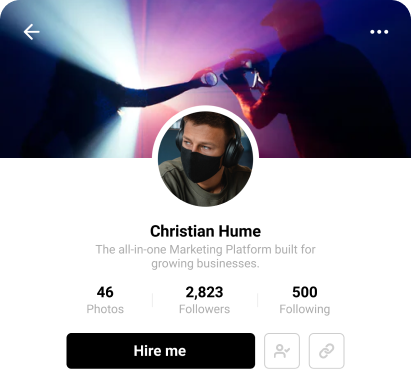 Christian Hume
The all-in-one Marketing Platform built for
growing businesses.
46 2,823 500
Photos Followers Following
Hire me